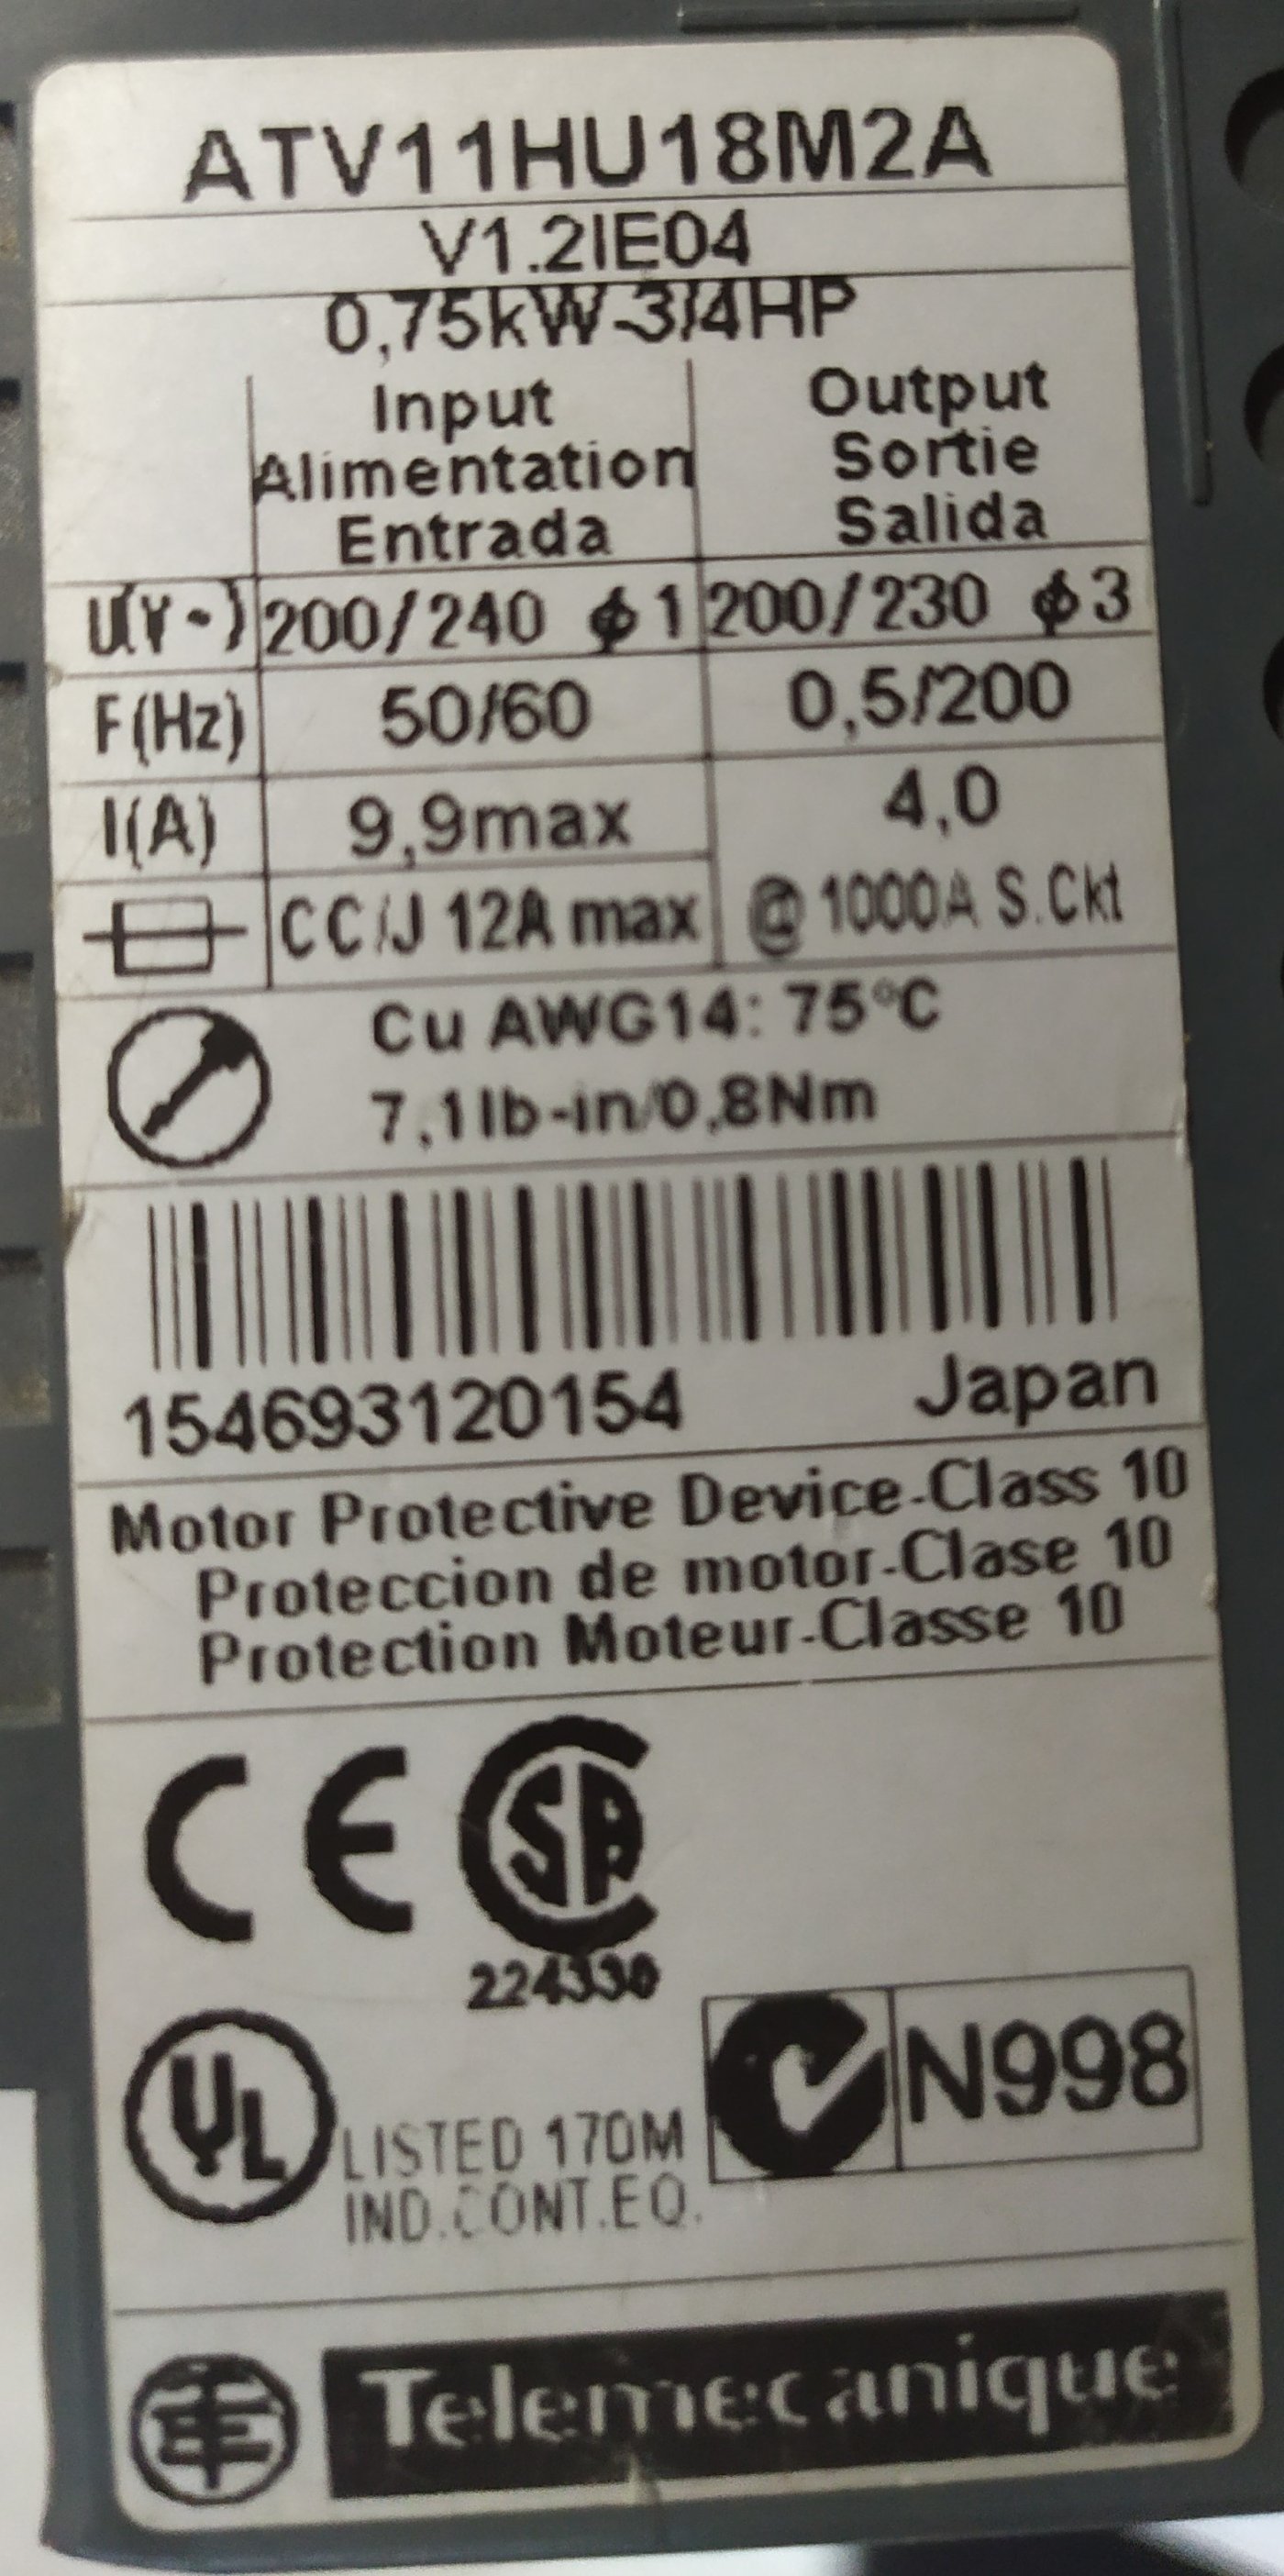 ATV11HU18M2A
V1.2IE04
0,75kW-3/4HP
Input Output
Alimentation Sortie
Entrada Salida
U(V~) 200/240 ϕ1 200/230 ϕ3
F(Hz) 50/60 0,5/200
I(A) 9,9max 4,0
CC/J 12A max @ 1000A S.Ckt
Cu AWG14: 75°C
7,1lb-in/0,8Nm
154693120154 Japan
Motor Protective Device-Class 10
Proteccion de motor-Clase 10
Protection Moteur-Classe 10
CE SA
224330
UL LISTED 170M N998
IND.CONT.EQ.
TE Telemecanique